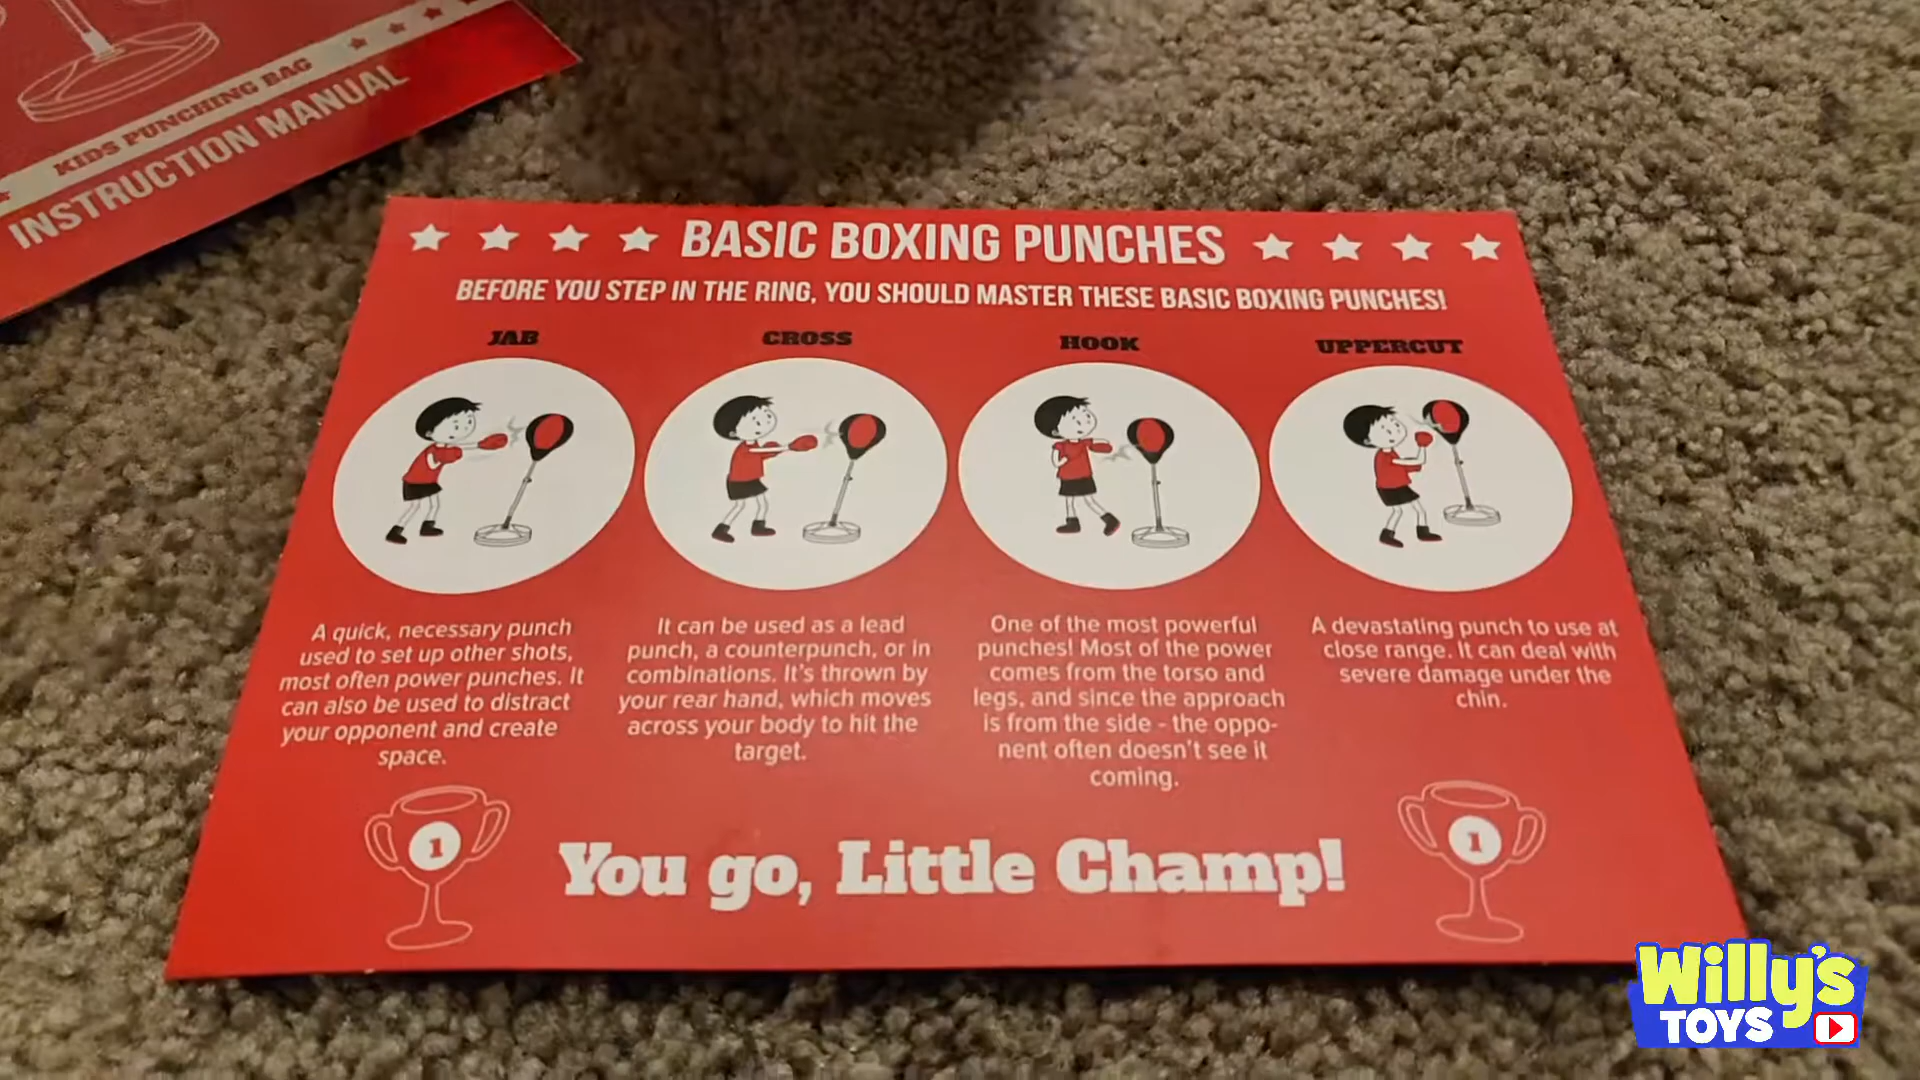 KIDS PUNCHING BAG
INSTRUCTION MANUAL
BASIC BOXING PUNCHES
BEFORE YOU STEP IN THE RING, YOU SHOULD MASTER THESE BASIC BOXING PUNCHES!
JAB
A quick, necessary punch
used to set up other shots,
most often power punches. It
can also be used to distract
your opponent and create
space.
CROSS
It can be used as a lead
punch, a counterpunch, or in
combinations. It's thrown by
your rear hand, which moves
across your body to hit the
target.
HOOK
One of the most powerful
punches! Most of the power
comes from the torso and
legs, and since the approach
is from the side - the oppo-
nent often doesn't see it
coming.
UPPERCUT
A devastating punch to use at
close range. It can deal with
severe damage under the
chin.
1
You go, Little Champ!
1
Willy's
TOYS